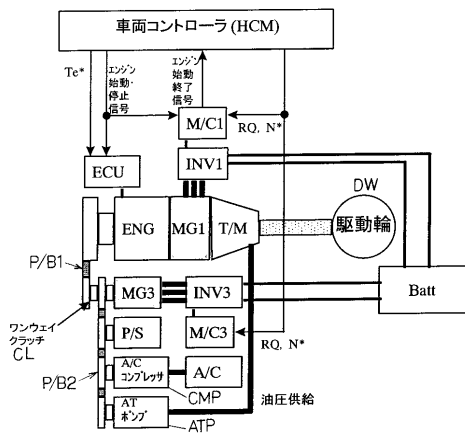 車両コントローラ(HCM)
Te*
エンジン
始動・
停止
信号
エンジン
始動
終了
信号
M/C1
RQ, N*
ECU
INV1
DW
ENG
MG1
T/M
駆動輪
P/B1
MG3
INV3
Batt
ワンウェイ
クラッチ
CL
P/S
M/C3
RQ, N*
P/B2
A/C
コンプレッサ
A/C
CMP
油圧供給
AT
ポンプ
ATP